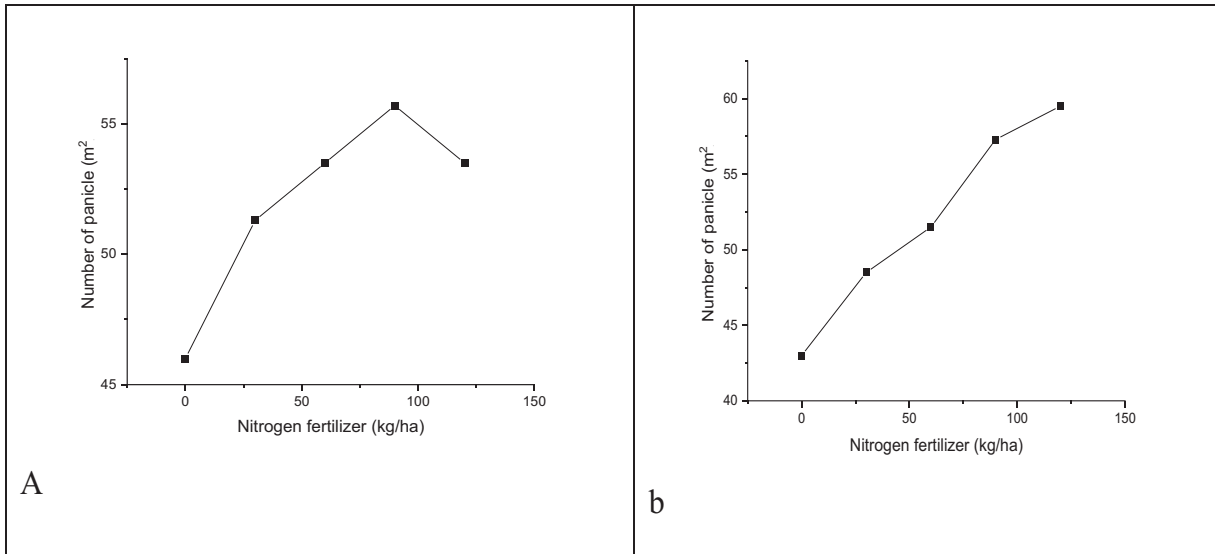 55
50
45
0 50 100 150
Number of panicle (m2
Nitrogen fertilizer (kg/ha)
A
60
55
50
45
40
0 50 100 150
Number of panicle (m2
Nitrogen fertilizer (kg/ha)
b